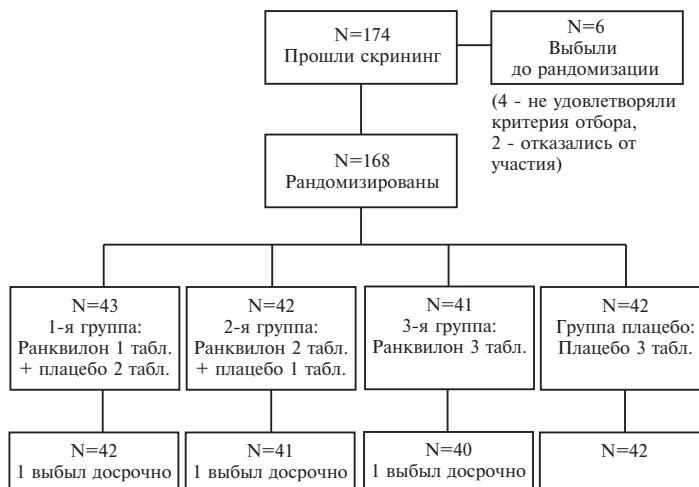 N=174
Прошли скрининг
N=6
Выбыли
до рандомизации
(4 - не удовлетворяли
критерия отбора,
2 - отказались от
участия)
N=168
Рандомизированы
N=43
1-я группа:
Ранквилон 1 табл.
+ плацебо 2 табл.
N=42
2-я группа:
Ранквилон 2 табл.
+ плацебо 1 табл.
N=41
3-я группа:
Ранквилон 3 табл.
N=42
Группа плацебо:
Плацебо 3 табл.
N=42
1 выбыл досрочно
N=41
1 выбыл досрочно
N=40
1 выбыл досрочно
N=42